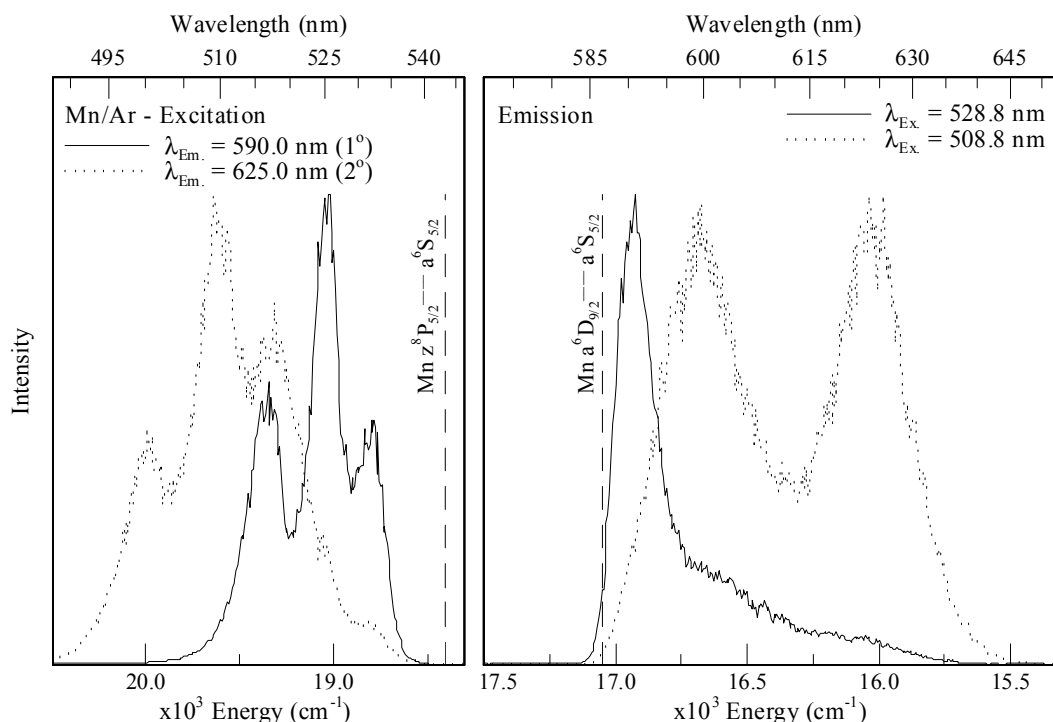 Wavelength (nm)
495 510 525 540
Mn/Ar - Excitation
λEm. = 590.0 nm (1°)
λEm. = 625.0 nm (2°)
Mn z⁸P5/2 —— a⁶S5/2
Intensity
20.0 19.0
x10³ Energy (cm⁻¹)
Wavelength (nm)
585 600 615 630 645
Emission
λEx. = 528.8 nm
λEx. = 508.8 nm
Mn a⁶D9/2 —— a⁶S5/2
17.5 17.0 16.5 16.0 15.5
x10³ Energy (cm⁻¹)